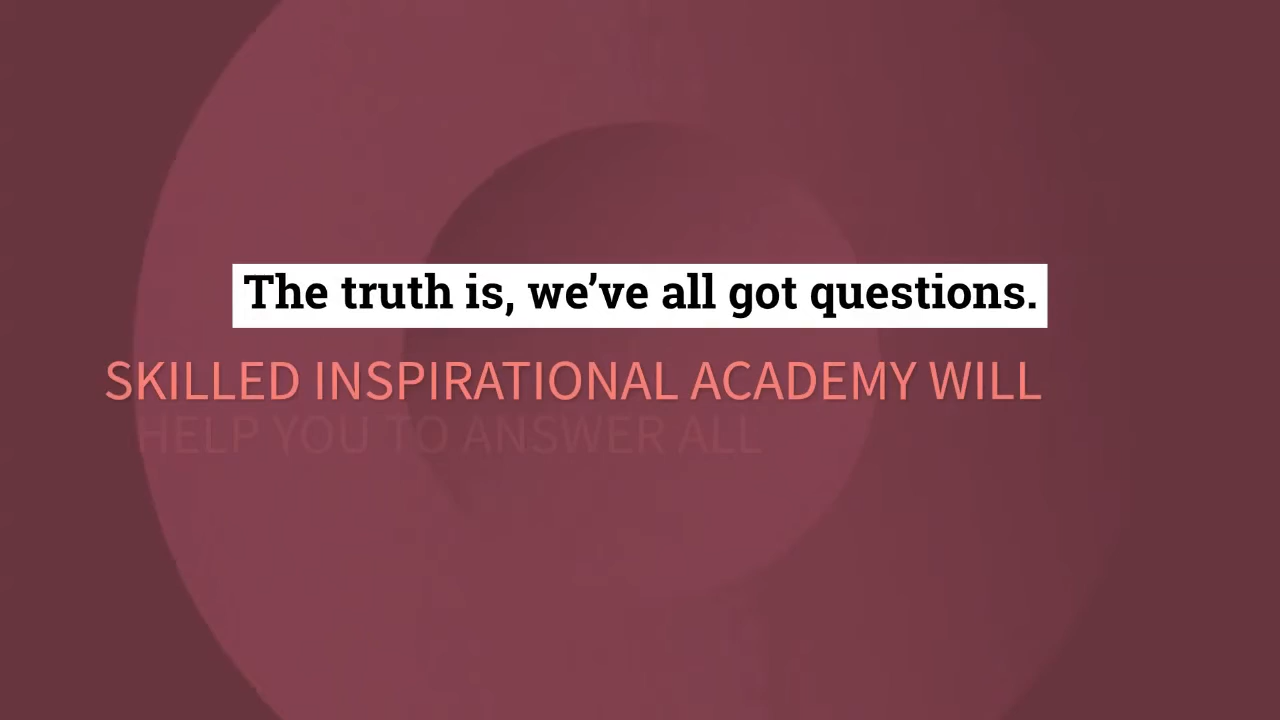 The truth is, we’ve all got questions.
SKILLED INSPIRATIONAL ACADEMY WILL
HELP YOU TO ANSWER ALL